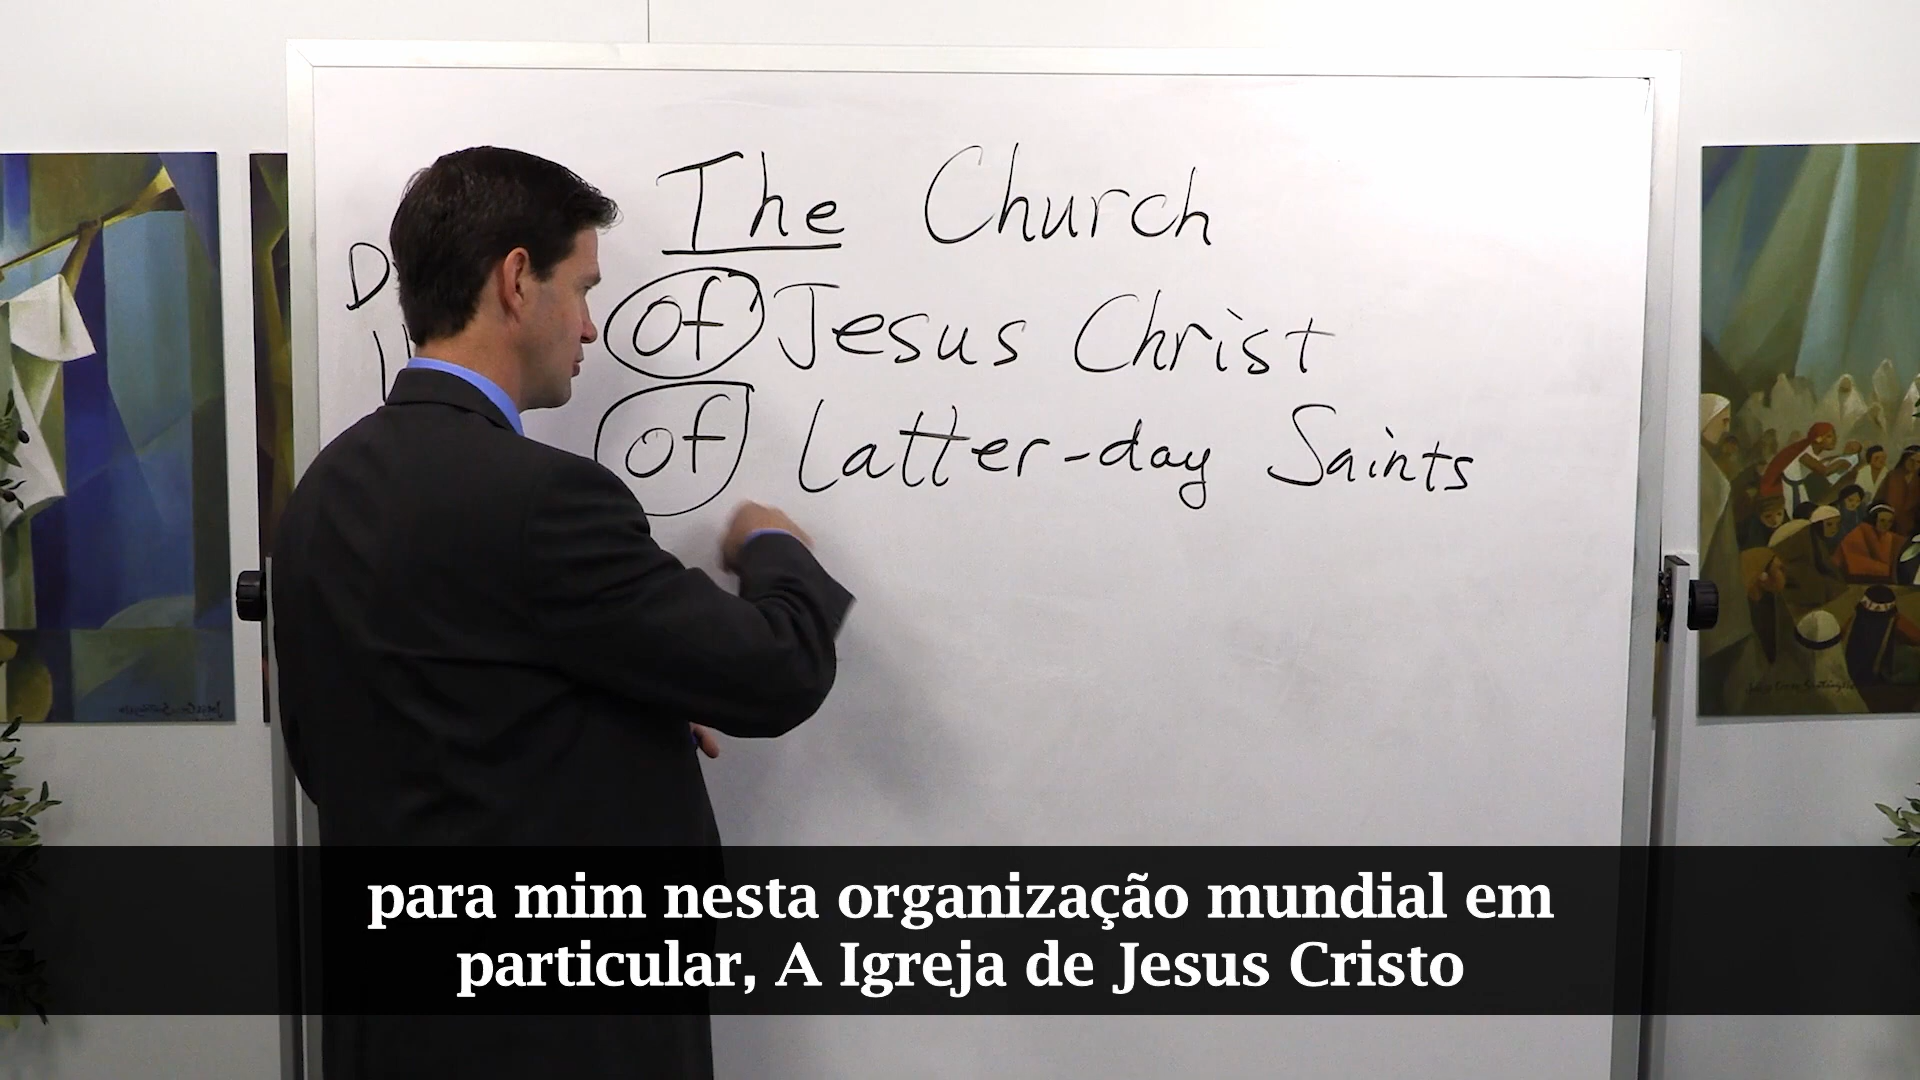 The Church
of Jesus Christ
of Latter-day Saints
para mim nesta organização mundial em
particular, A Igreja de Jesus Cristo